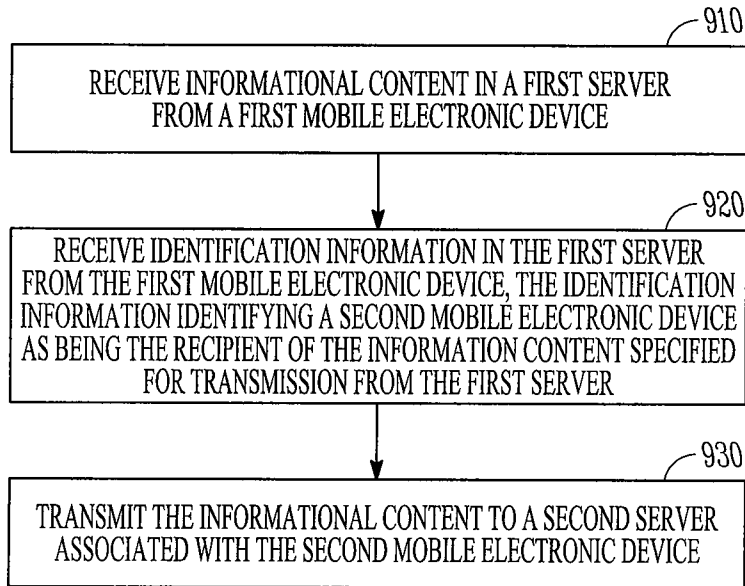 910
RECEIVE INFORMATIONAL CONTENT IN A FIRST SERVER
FROM A FIRST MOBILE ELECTRONIC DEVICE
920
RECEIVE IDENTIFICATION INFORMATION IN THE FIRST SERVER
FROM THE FIRST MOBILE ELECTRONIC DEVICE, THE IDENTIFICATION
INFORMATION IDENTIFYING A SECOND MOBILE ELECTRONIC DEVICE
AS BEING THE RECIPIENT OF THE INFORMATION CONTENT SPECIFIED
FOR TRANSMISSION FROM THE FIRST SERVER
930
TRANSMIT THE INFORMATIONAL CONTENT TO A SECOND SERVER
ASSOCIATED WITH THE SECOND MOBILE ELECTRONIC DEVICE